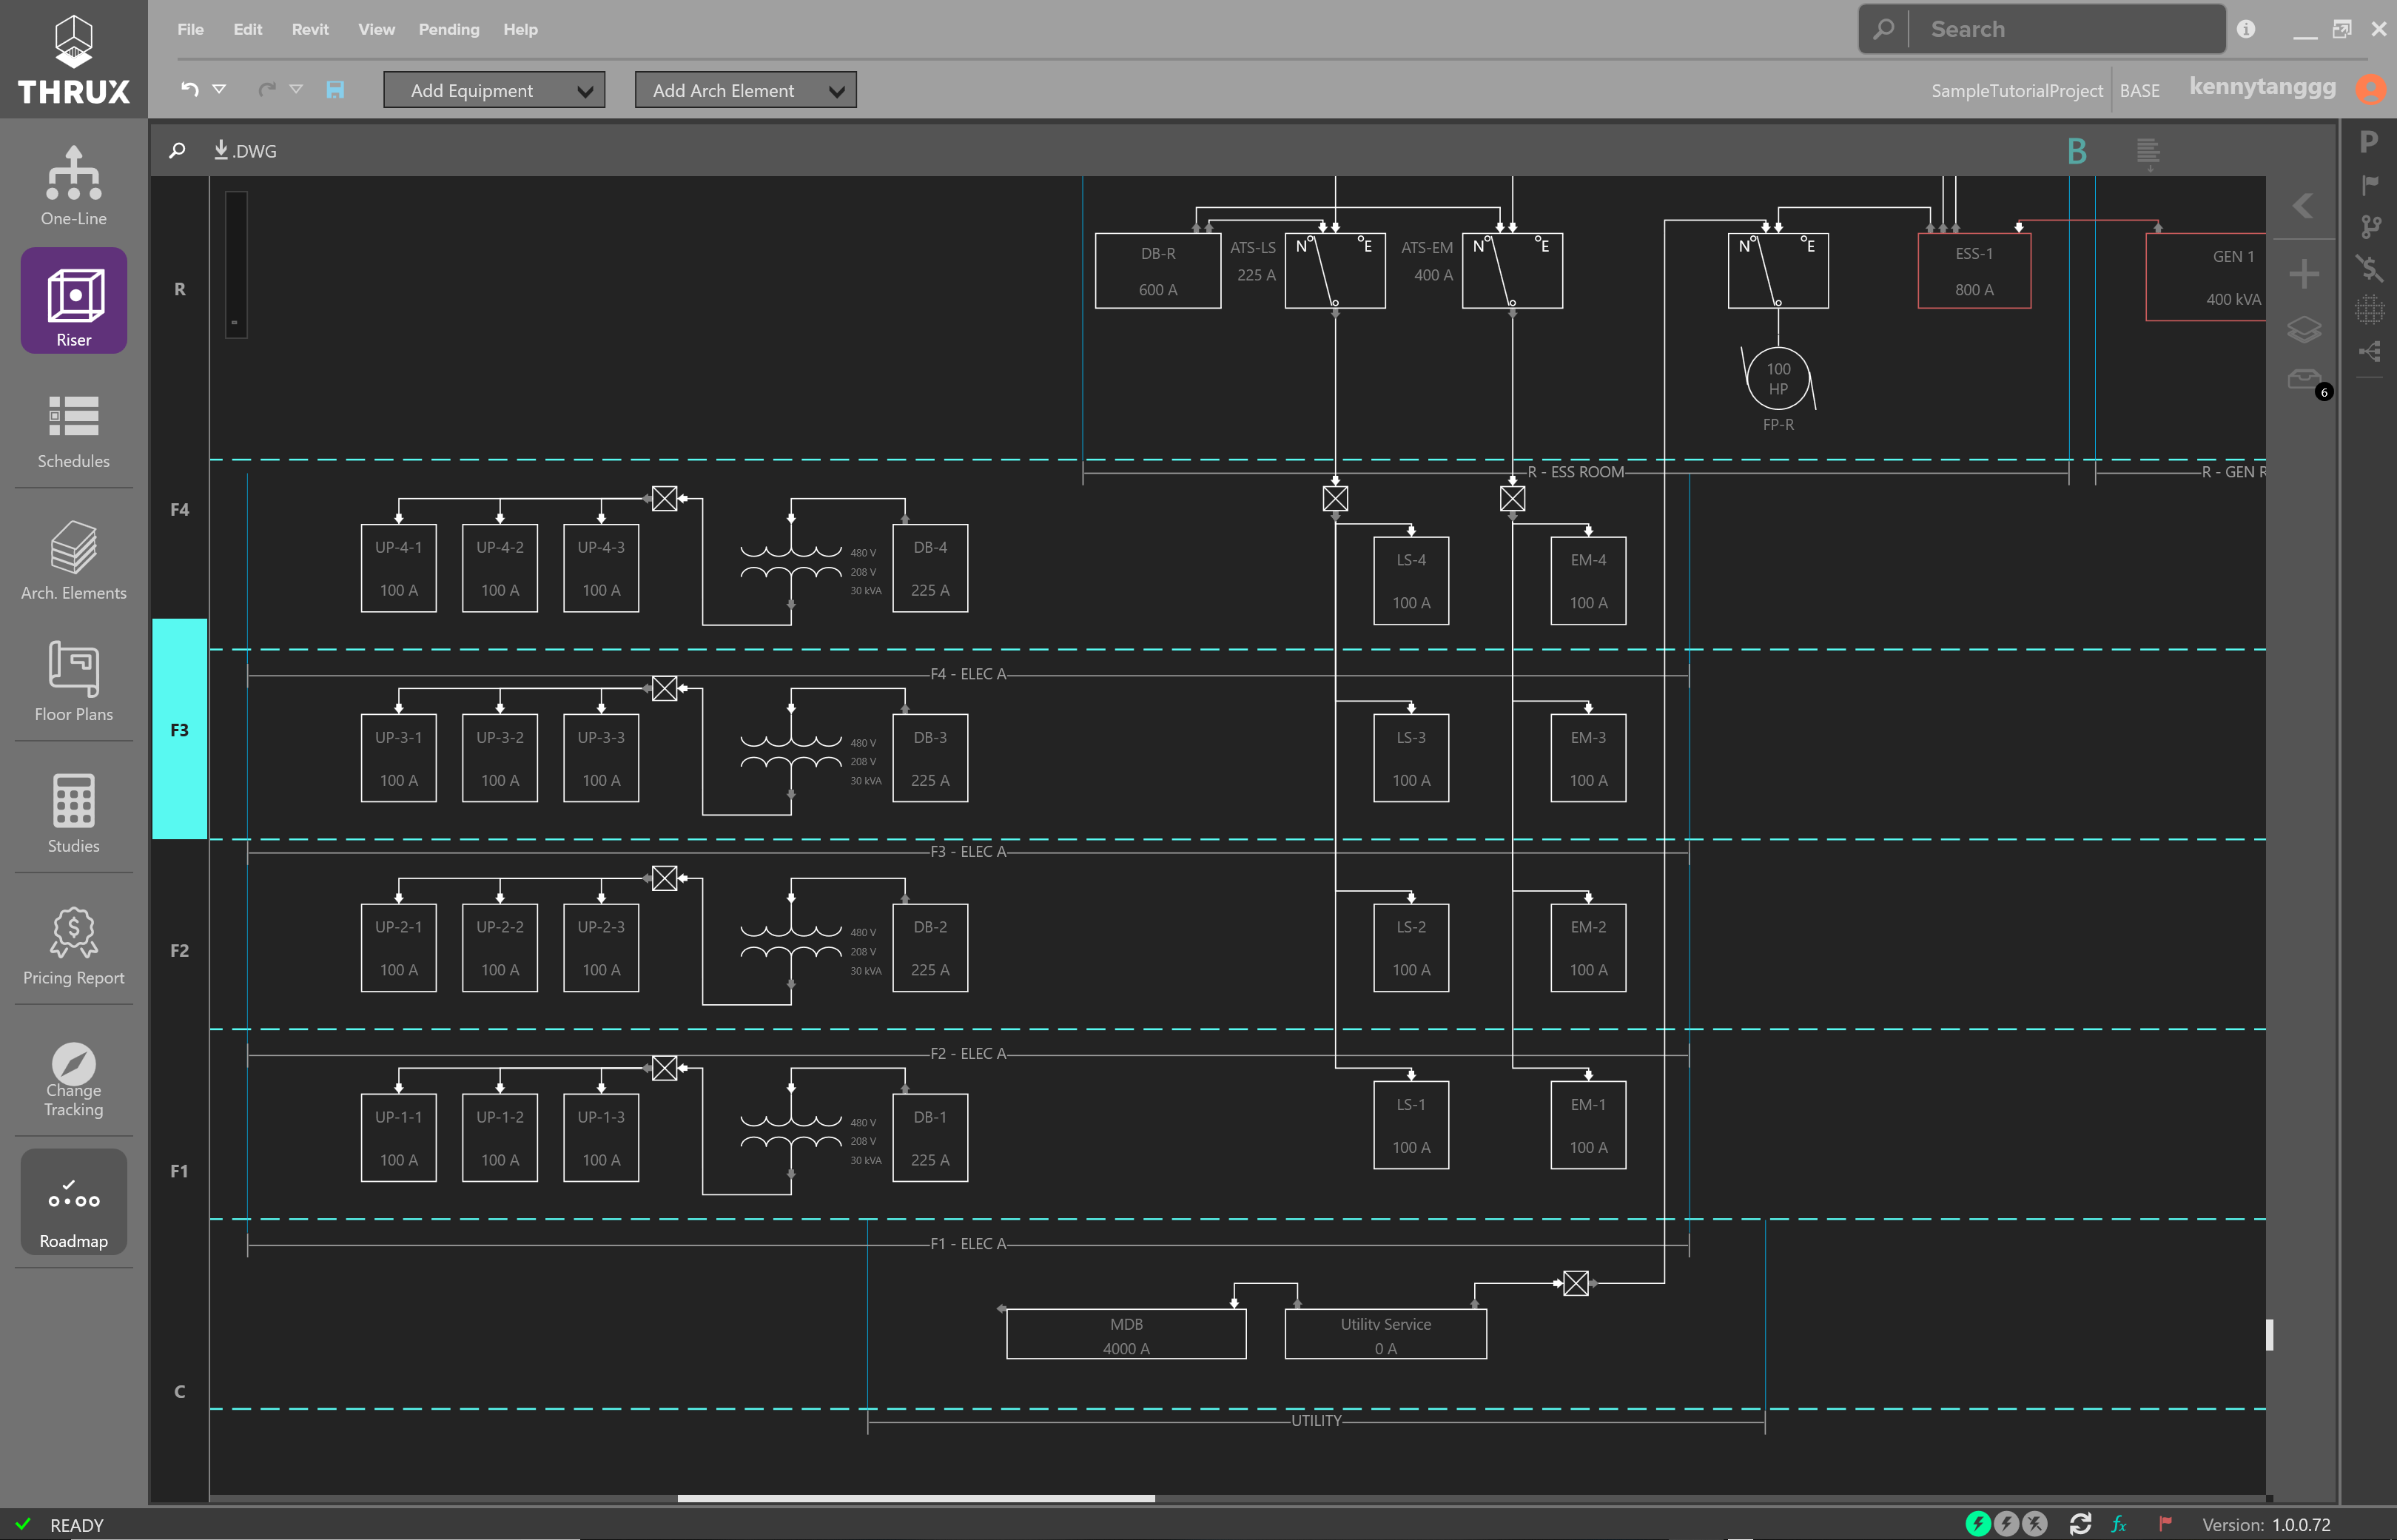 THRUX
File Edit Revit View Pending Help
Search
Add Equipment
Add Arch Element
SampleTutorialProject
BASE
kennytanggg
.DWG
B
P
One-Line
Riser
Schedules
Arch. Elements
Floor Plans
Studies
Pricing Report
Change
Tracking
Roadmap
R
F4
F3
F2
F1
C
DB-R
600 A
ATS-LS
225 A
N E
ATS-EM
400 A
N E
N E
100
HP
FP-R
ESS-1
800 A
GEN 1
400 kVA
6
R - ESS ROOM
R - GEN R
UP-4-1
100 A
UP-4-2
100 A
UP-4-3
100 A
480 V
208 V
30 kVA
DB-4
225 A
LS-4
100 A
EM-4
100 A
F4 - ELEC A
UP-3-1
100 A
UP-3-2
100 A
UP-3-3
100 A
480 V
208 V
30 kVA
DB-3
225 A
LS-3
100 A
EM-3
100 A
F3 - ELEC A
UP-2-1
100 A
UP-2-2
100 A
UP-2-3
100 A
480 V
208 V
30 kVA
DB-2
225 A
LS-2
100 A
EM-2
100 A
F2 - ELEC A
UP-1-1
100 A
UP-1-2
100 A
UP-1-3
100 A
480 V
208 V
30 kVA
DB-1
225 A
LS-1
100 A
EM-1
100 A
F1 - ELEC A
MDB
4000 A
Utility Service
0 A
UTILITY
READY
fx
Version: 1.0.0.72